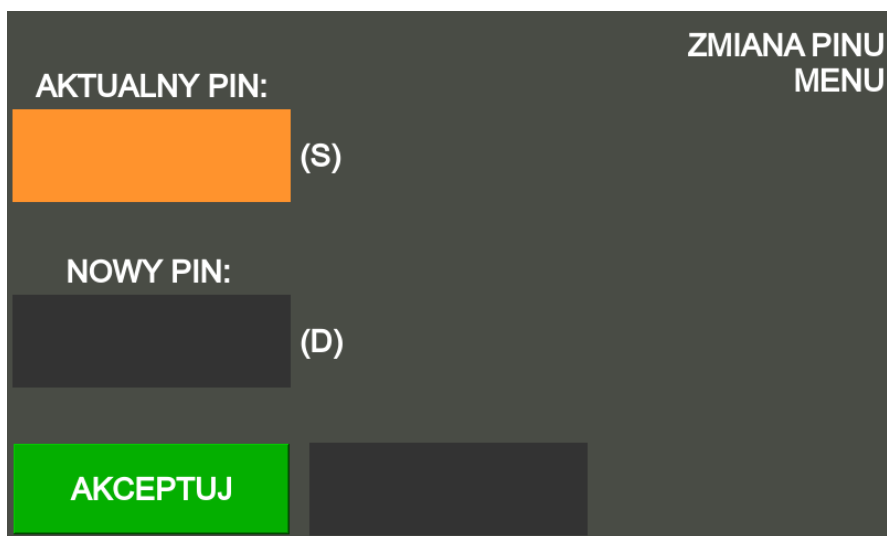 ZMIANA PINU
MENU
AKTUALNY PIN:
(S)
NOWY PIN:
(D)
AKCEPTUJ